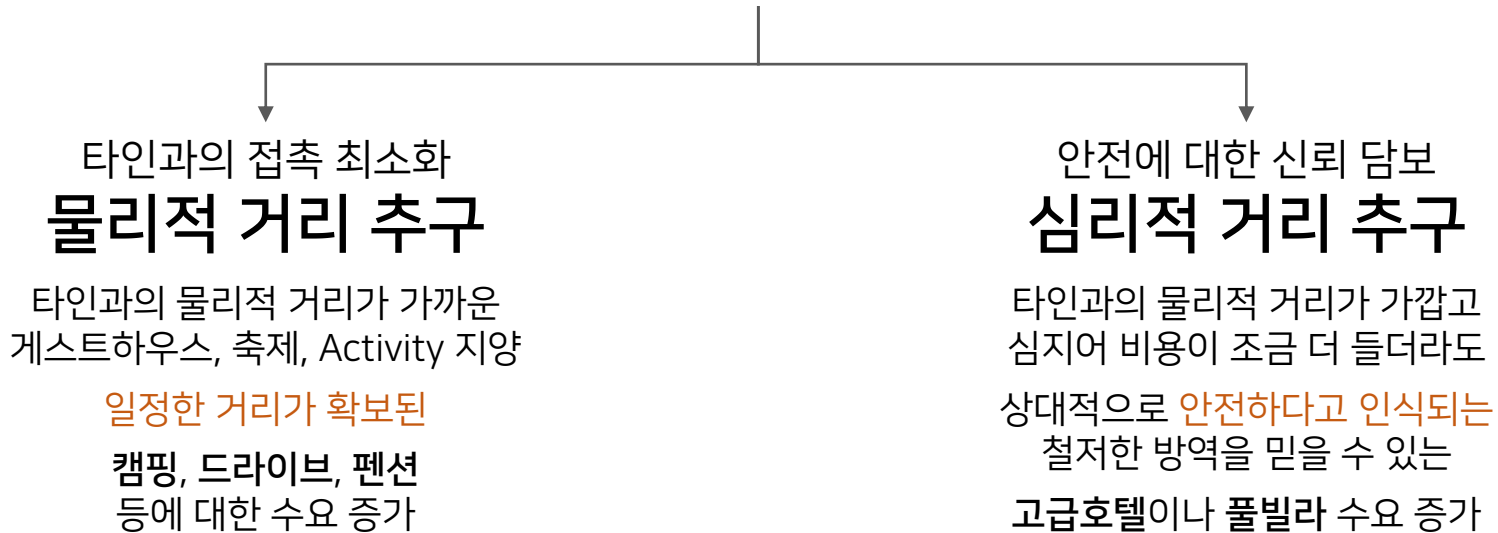 타인과의 접촉 최소화
물리적 거리 추구
타인과의 물리적 거리가 가까운
게스트하우스, 축제, Activity 지양
일정한 거리가 확보된
캠핑, 드라이브, 펜션
등에 대한 수요 증가
안전에 대한 신뢰 담보
심리적 거리 추구
타인과의 물리적 거리가 가깝고
심지어 비용이 조금 더 들더라도
상대적으로 안전하다고 인식되는
철저한 방역을 믿을 수 있는
고급호텔이나 풀빌라 수요 증가